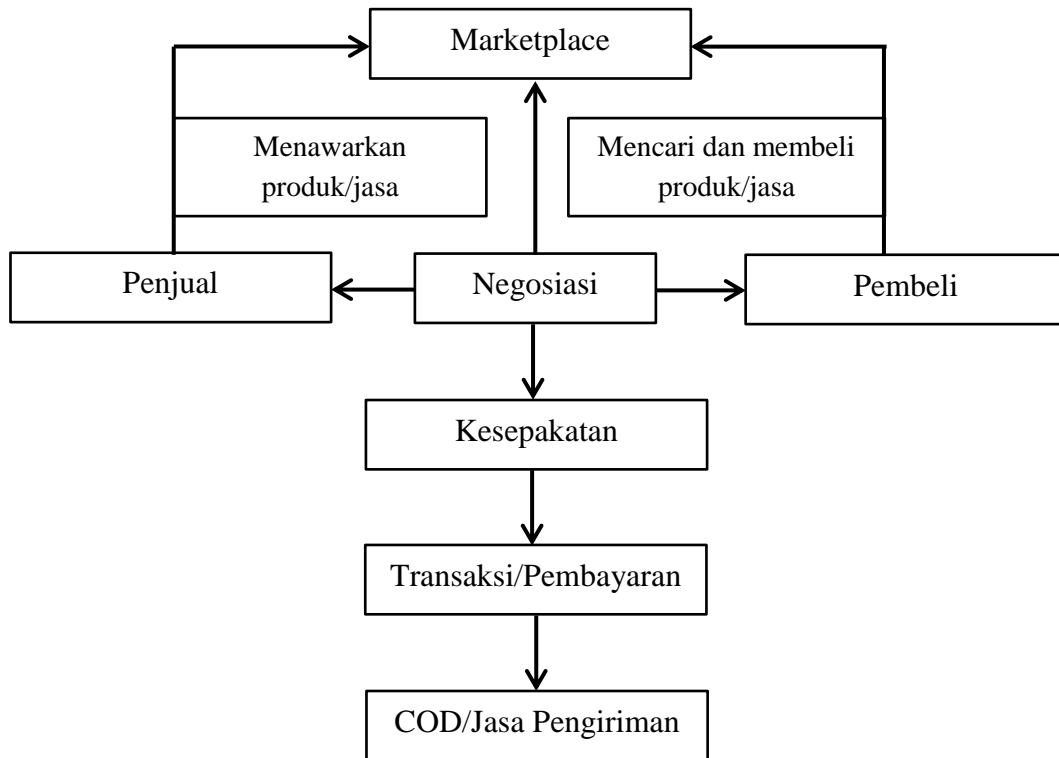 Marketplace
Menawarkan
produk/jasa
Mencari dan membeli
produk/jasa
Penjual
Negosiasi
Pembeli
Kesepakatan
Transaksi/Pembayaran
COD/Jasa Pengiriman